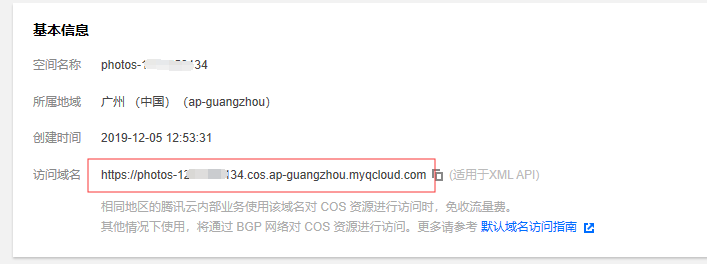 基本信息
空间名称 photos-1 134
所属地域 广州 （中国）（ap-guangzhou）
创建时间 2019-12-05 12:53:31
访问域名 https://photos-12 134.cos.ap-guangzhou.myqcloud.com (适用于XML API)
相同地区的腾讯云内部业务使用该域名对 COS 资源进行访问时，免收流量费。
其他情况下使用，将通过 BGP 网络对 COS 资源进行访问。更多请参考 默认域名访问指南